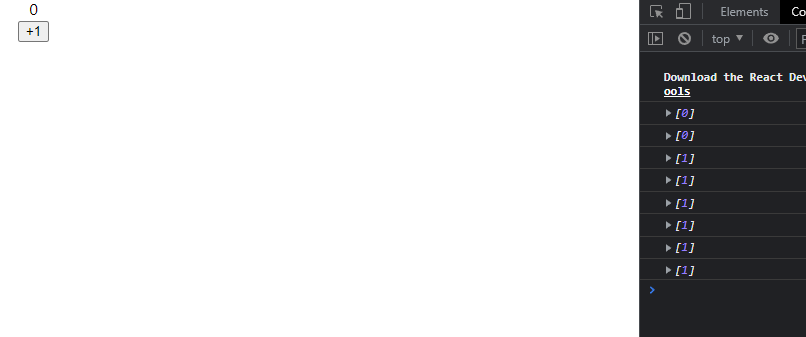 0
+1
Elements
Co
top
F
Download the React Dev
ools
[0]
[0]
[1]
[1]
[1]
[1]
[1]
[1]